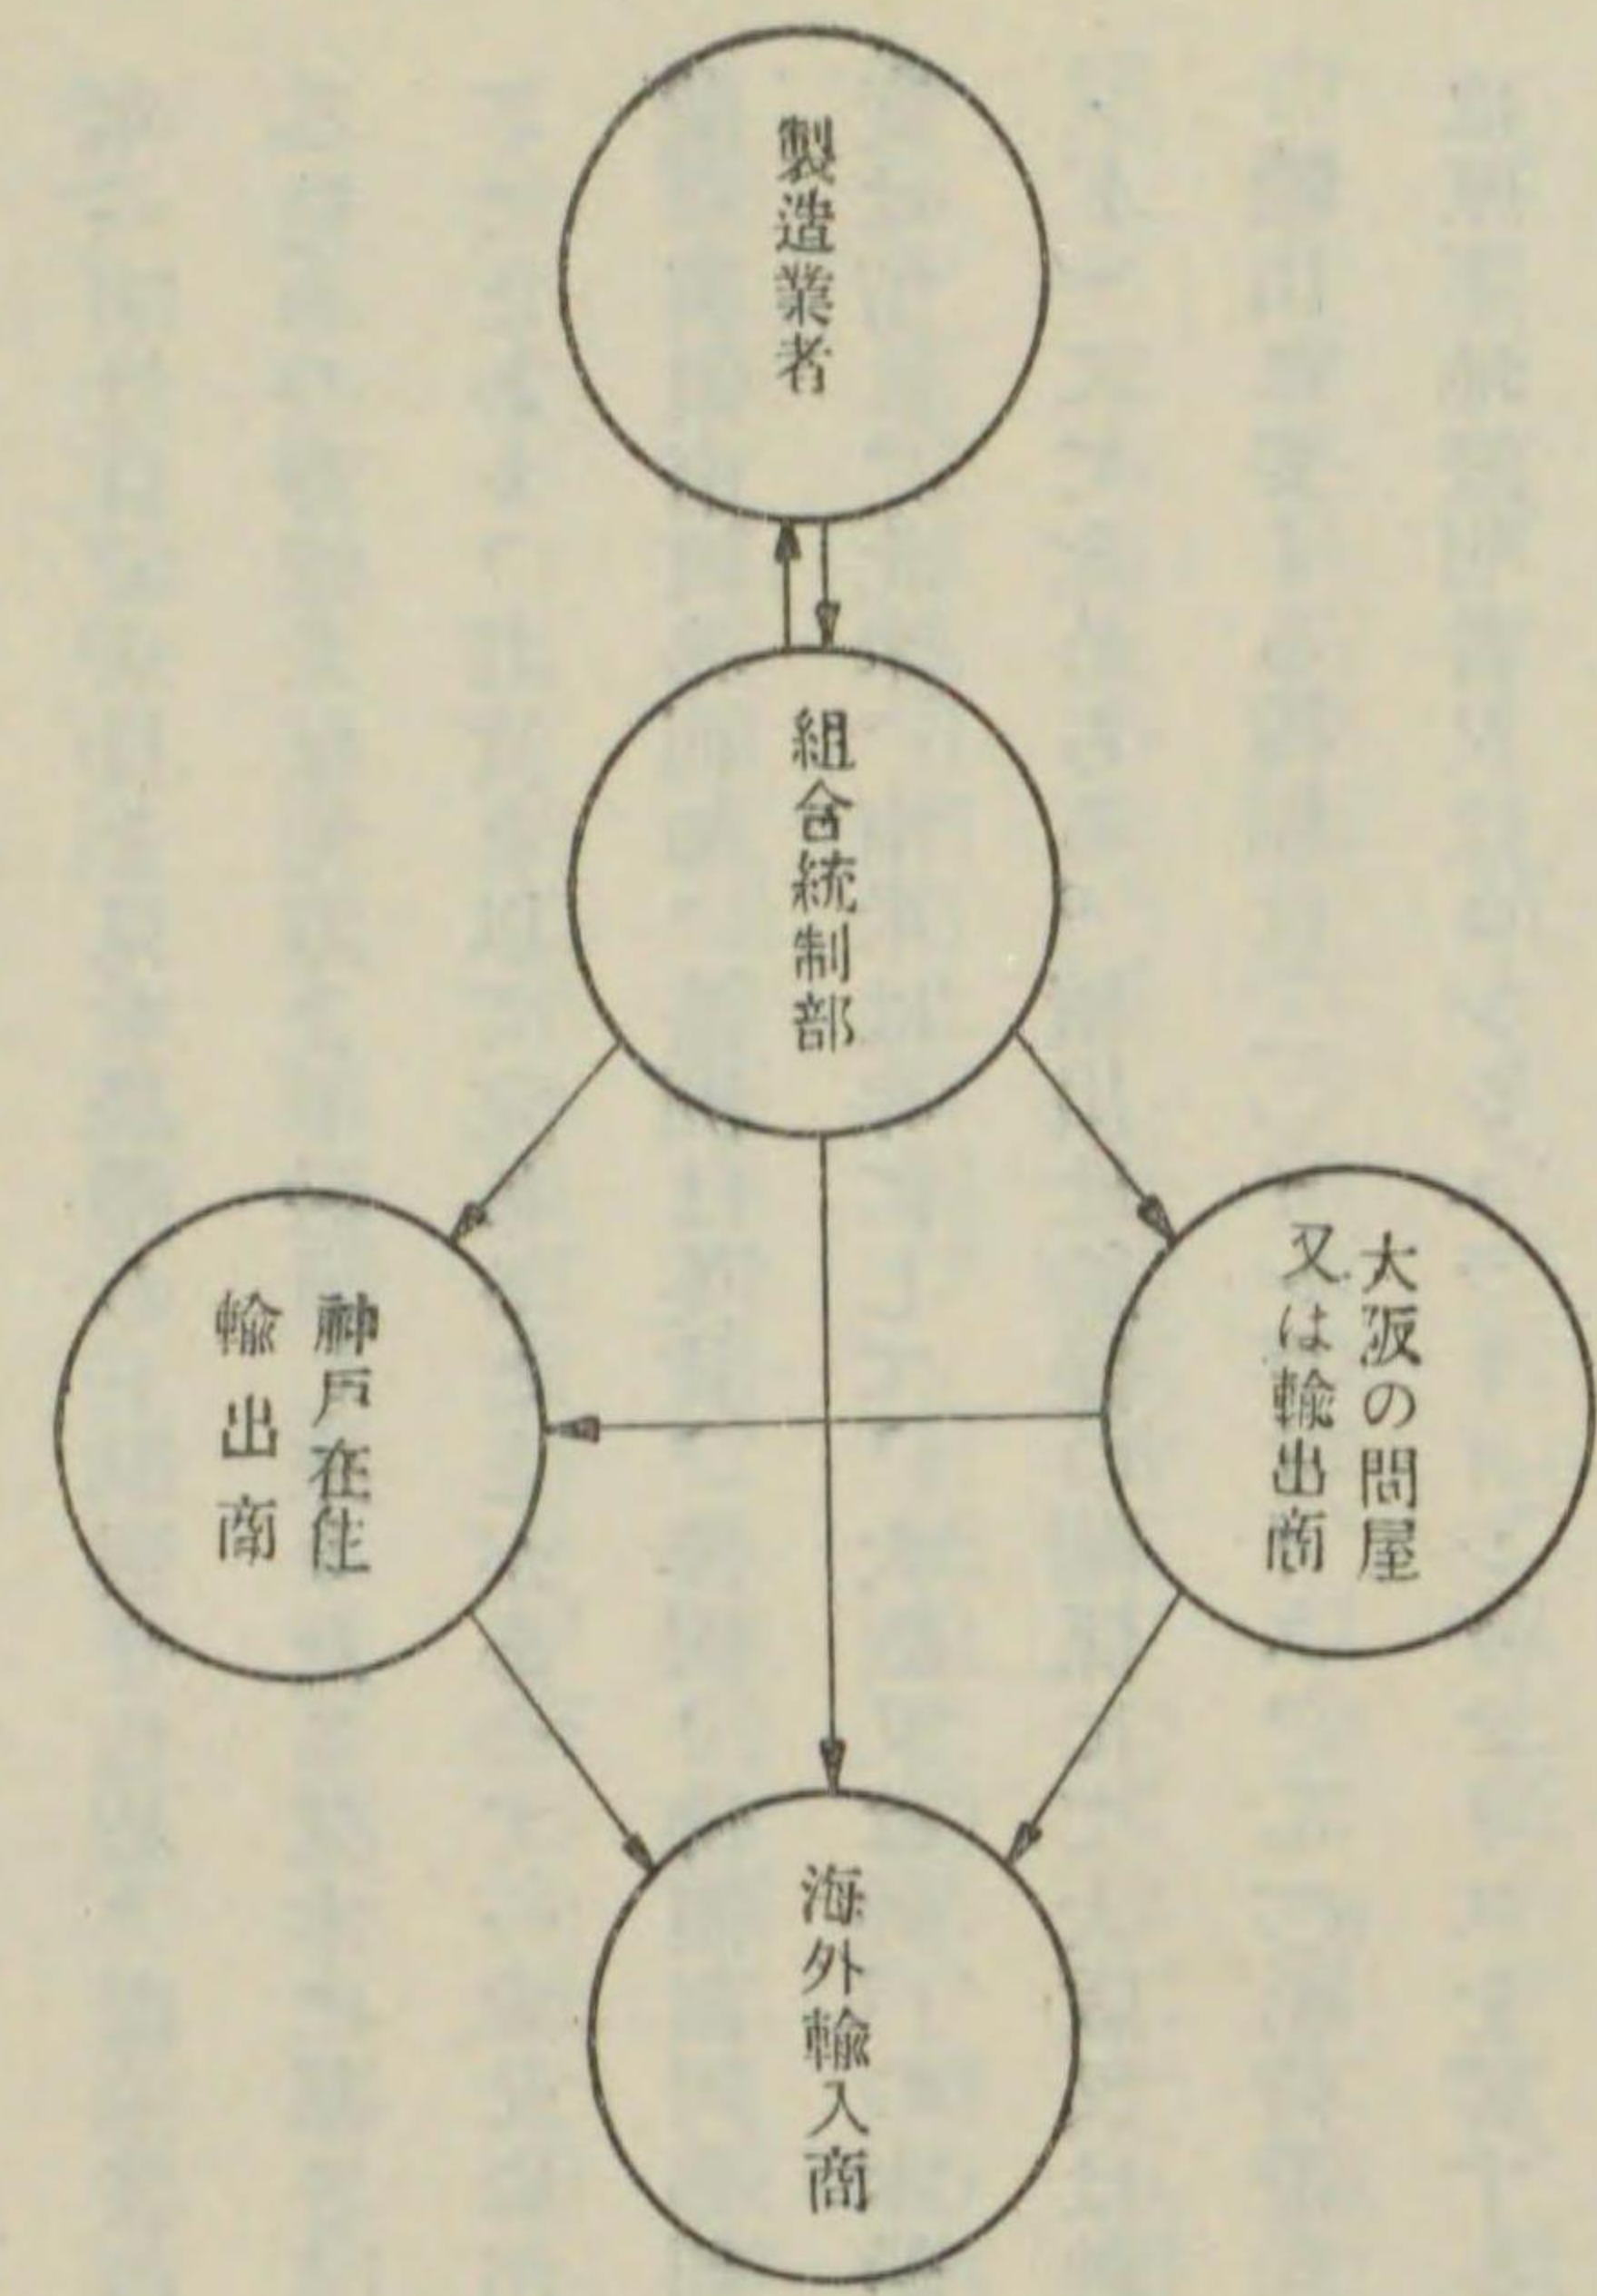 製造業者
組合統制部
大阪の問屋
又は輸出商
神戸在住
輸出商
海外輸入商